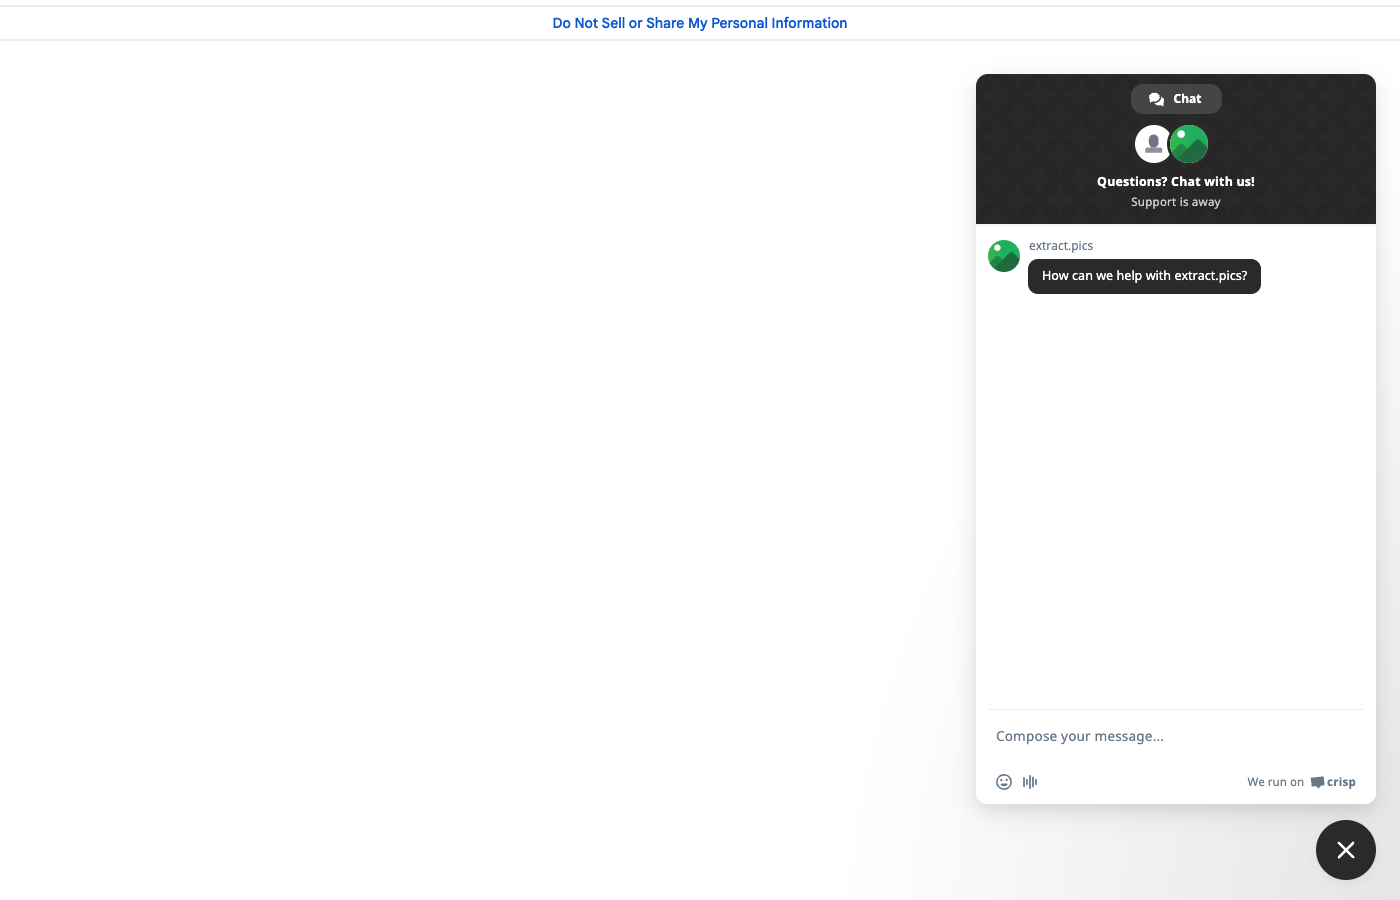 Do Not Sell or Share My Personal Information
Chat
Questions? Chat with us!
Support is away
extract.pics
How can we help with extract.pics?
Compose your message...
We run on crisp